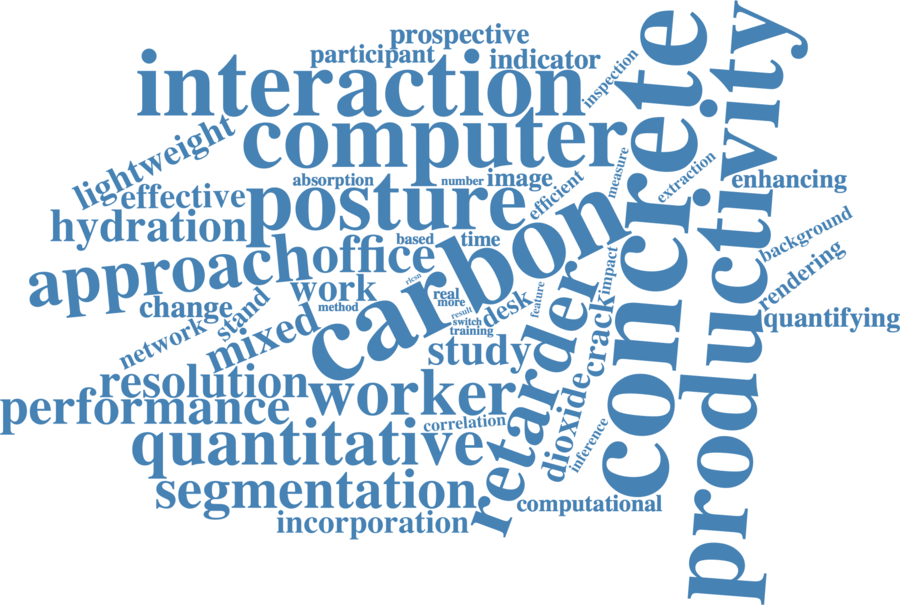 prospective
participant
indicator
inspection
interaction
concrete
productivity
computer
lightweight
absorption
number
image
measure
extraction
enhancing
effective
posture
efficient
hydration
carbon
background
approach
office
based
time
impact
rendering
rlcsn
work
change
stand
method
real
more
feature
result
switch
training
desk
retarder
crack
quantifying
network
mixed
study
resolution
performance
worker
correlation
dioxide
inference
quantitative
segmentation
computational
incorporation